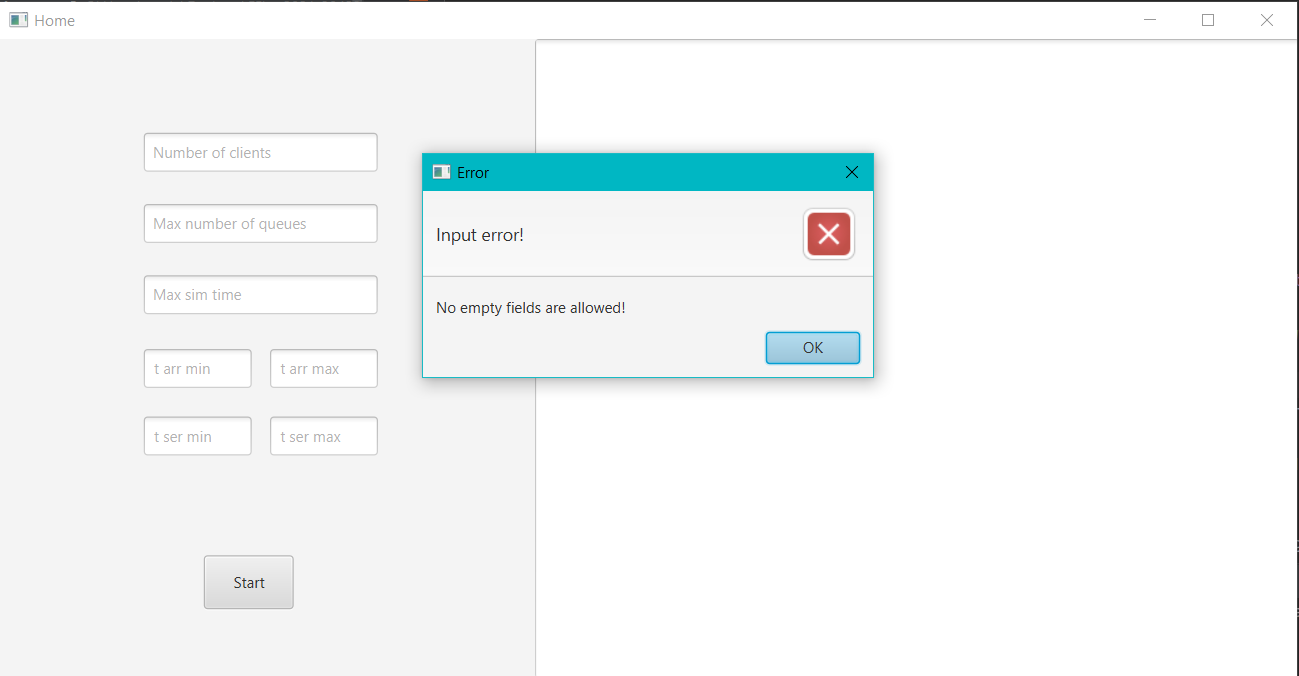 Home
Number of clients
Max number of queues
Max sim time
t arr min
t arr max
t ser min
t ser max
Start
Error
Input error!
No empty fields are allowed!
OK